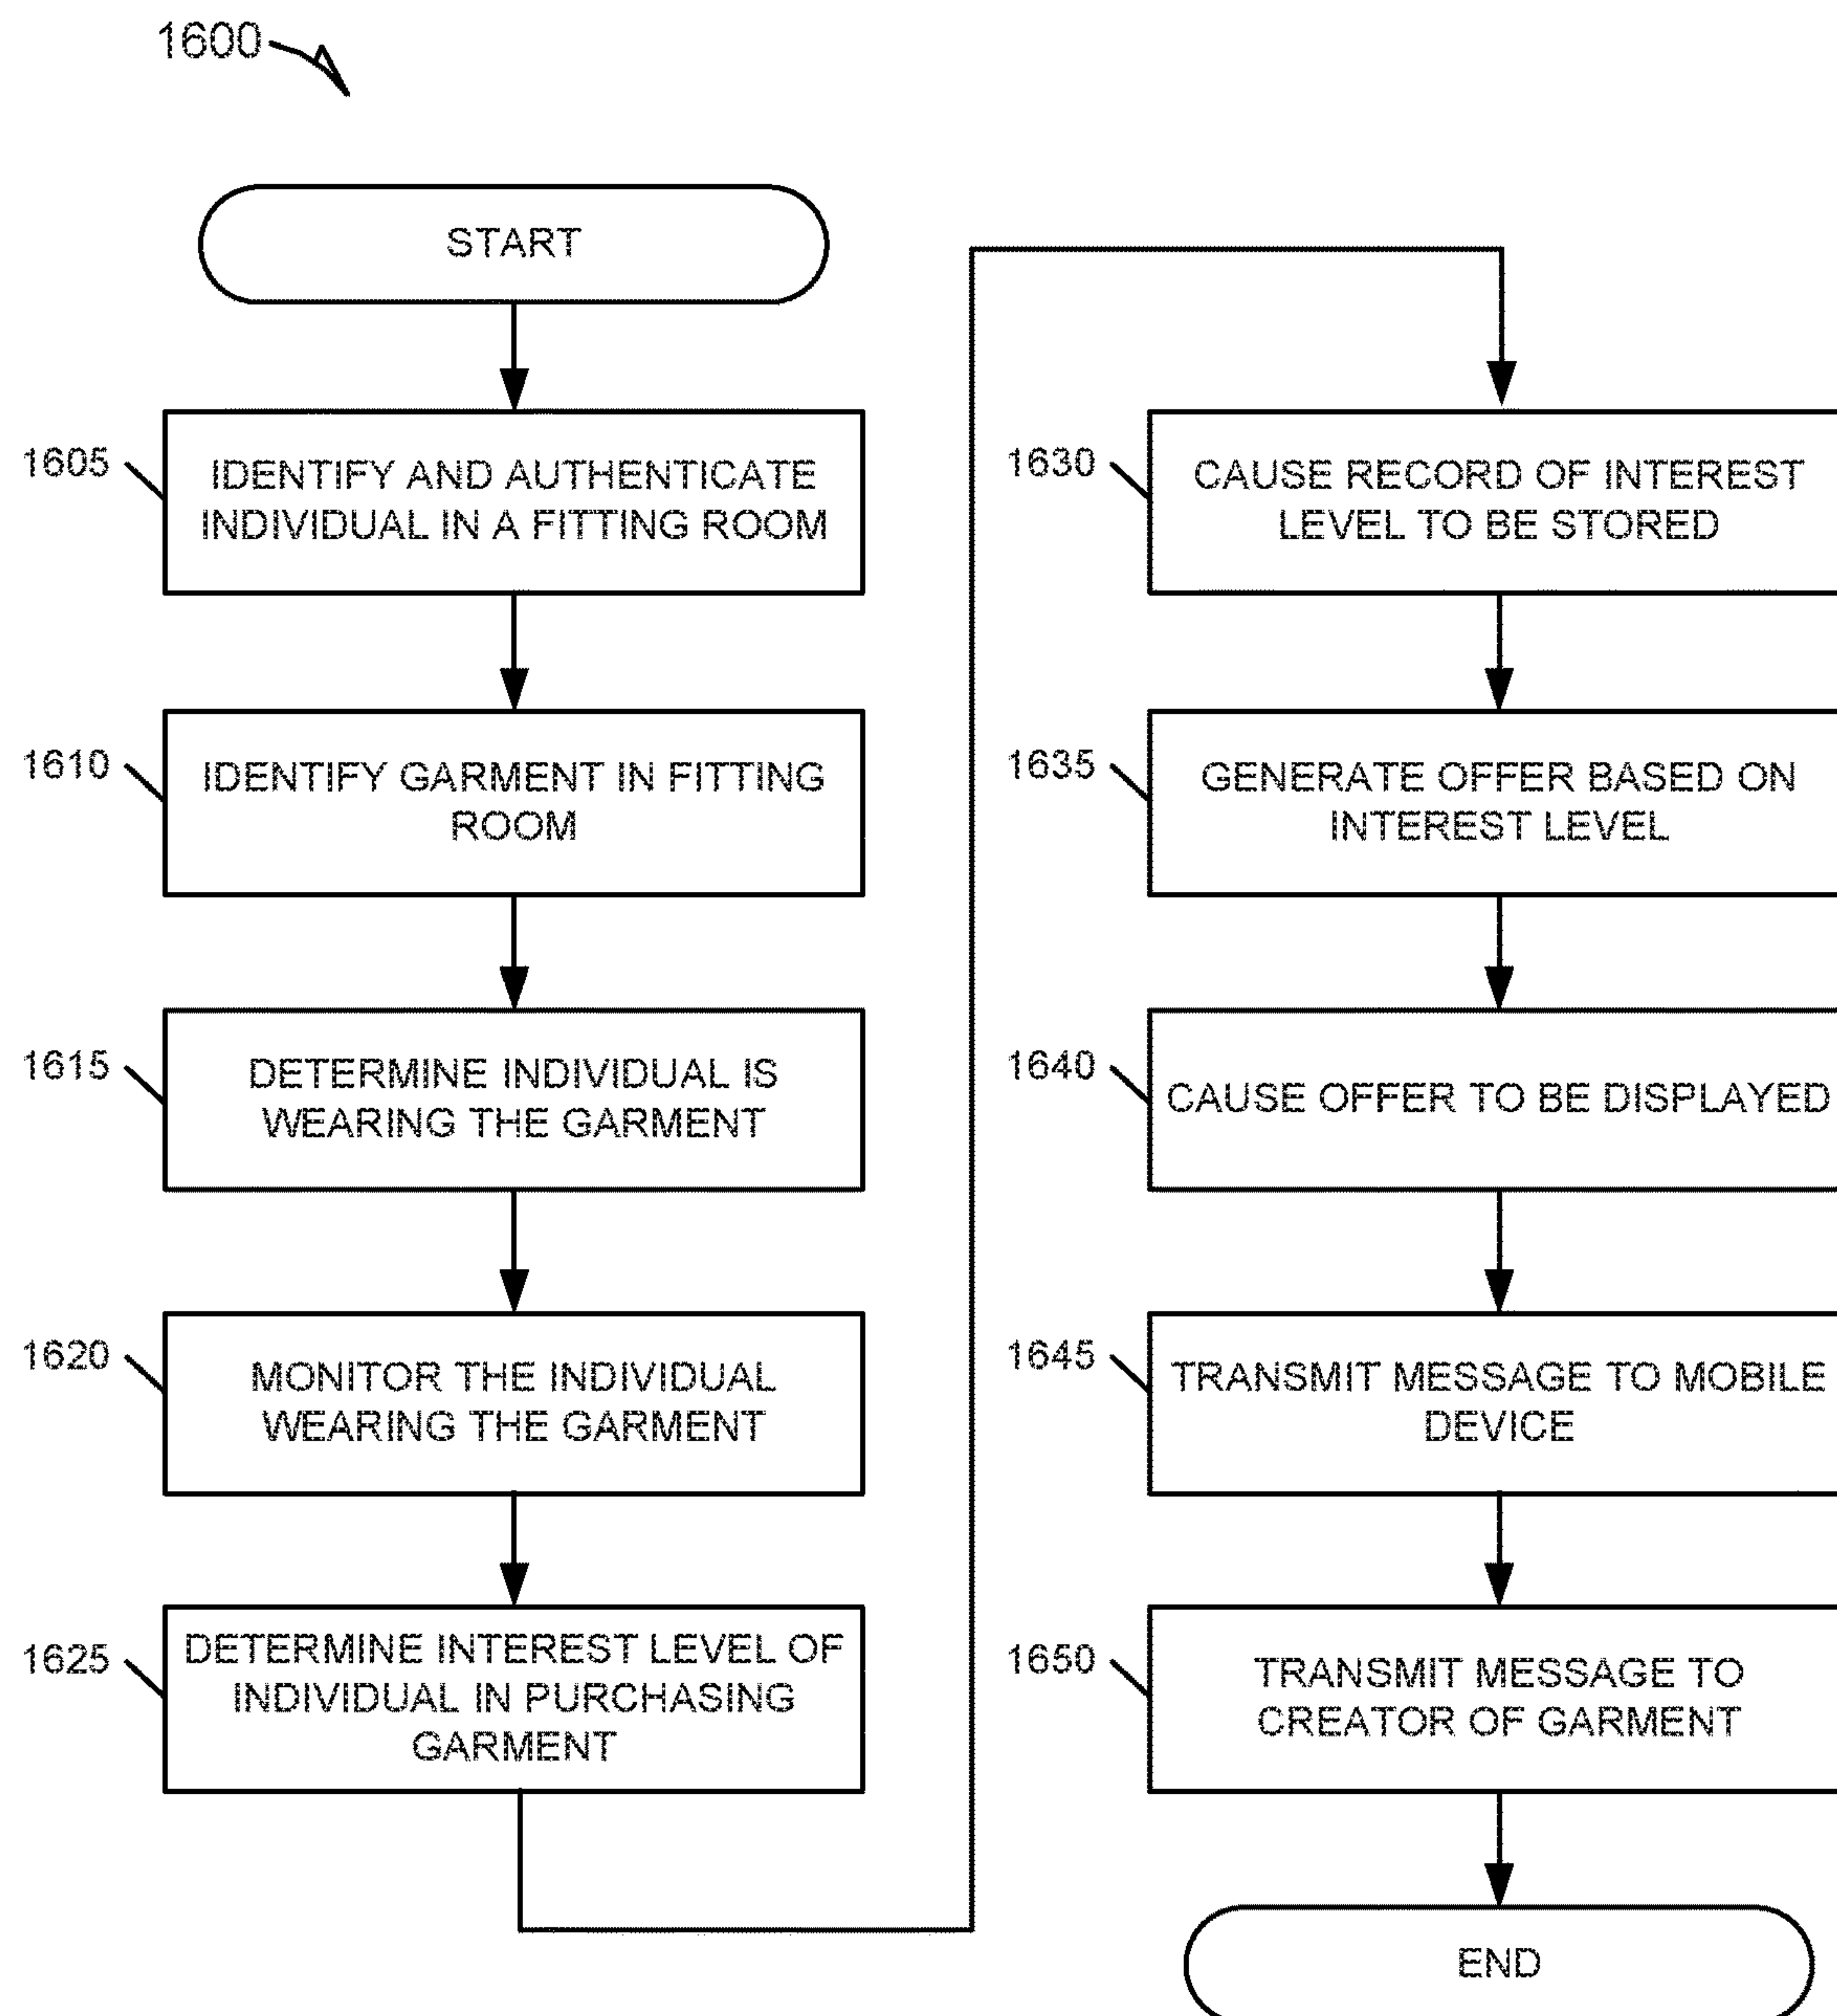 1600
START
1605
IDENTIFY AND AUTHENTICATE
INDIVIDUAL IN A FITTING ROOM
1610
IDENTIFY GARMENT IN FITTING
ROOM
1615
DETERMINE INDIVIDUAL IS
WEARING THE GARMENT
1620
MONITOR THE INDIVIDUAL
WEARING THE GARMENT
1625
DETERMINE INTEREST LEVEL OF
INDIVIDUAL IN PURCHASING
GARMENT
1630
CAUSE RECORD OF INTEREST
LEVEL TO BE STORED
1635
GENERATE OFFER BASED ON
INTEREST LEVEL
1640
CAUSE OFFER TO BE DISPLAYED
1645
TRANSMIT MESSAGE TO MOBILE
DEVICE
1650
TRANSMIT MESSAGE TO
CREATOR OF GARMENT
END